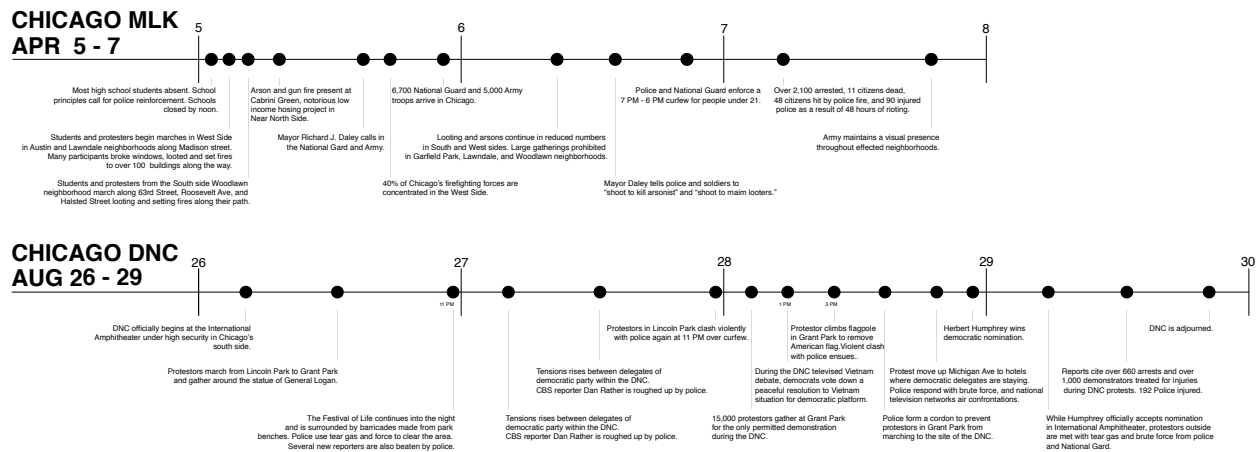 CHICAGO MLK
APR 5 - 7
5
6
7
8
Most high school students absent. School
principles call for police reinforcement. Schools
closed by noon.
Students and protesters begin marches in West Side
in Austin and Lawndale neighborhoods along Madison street.
Many participants broke windows, looted and set fires
to over 100 buildings along the way.
Students and protesters from the South side Woodlawn
neighborhood march along 63rd Street, Roosevelt Ave, and
Halsted Street looting and setting fires along their path.
Arson and gun fire present at
Cabrini Green, notorious low
income hosing project in
Near North Side.
Mayor Richard J. Daley calls in
the National Gard and Army.
40% of Chicago's firefighting forces are
concentrated in the West Side.
6,700 National Guard and 5,000 Army
troops arrive in Chicago.
Looting and arsons continue in reduced numbers
in South and West sides. Large gatherings prohibited
in Garfield Park, Lawndale, and Woodlawn neighborhoods.
Mayor Daley tells police and soldiers to
“shoot to kill arsonist” and “shoot to maim looters.”
Police and National Guard enforce a
7 PM - 6 PM curfew for people under 21.
Over 2,100 arrested, 11 citizens dead,
48 citizens hit by police fire, and 90 injured
police as a result of 48 hours of rioting.
Army maintains a visual presence
throughout effected neighborhoods.
CHICAGO DNC
AUG 26 - 29
26
27
28
29
30
11 PM
1 PM
3 PM
DNC officially begins at the International
Amphitheater under high security in Chicago's
south side.
Protestors march from Lincoln Park to Grant Park
and gather around the statue of General Logan.
The Festival of Life continues into the night
and is surrounded by barricades made from park
benches. Police use tear gas and force to clear the area.
Several new reporters are also beaten by police.
Tensions rises between delegates of
democratic party within the DNC.
CBS reporter Dan Rather is roughed up by police.
Tensions rises between delegates of
democratic party within the DNC.
CBS reporter Dan Rather is roughed up by police.
Protestors in Lincoln Park clash violently
with police again at 11 PM over curfew.
15,000 protestors gather at Grant Park
for the only permitted demonstration
during the DNC.
During the DNC televised Vietnam
debate, democrats vote down a
peaceful resolution to Vietnam
situation for democratic platform.
Protestor climbs flagpole
in Grant Park to remove
American flag.Violent clash
with police ensues..
Police form a cordon to prevent
protestors in Grant Park from
marching to the site of the DNC.
Protest move up Michigan Ave to hotels
where democratic delegates are staying.
Police respond with brute force, and national
television networks air confrontations.
Herbert Humphrey wins
democratic nomination.
While Humphrey officially accepts nomination
in International Amphitheater, protestors outside
are met with tear gas and brute force from police
and National Gard.
Reports cite over 660 arrests and over
1,000 demonstrators treated for injuries
during DNC protests. 192 Police injured.
DNC is adjourned.